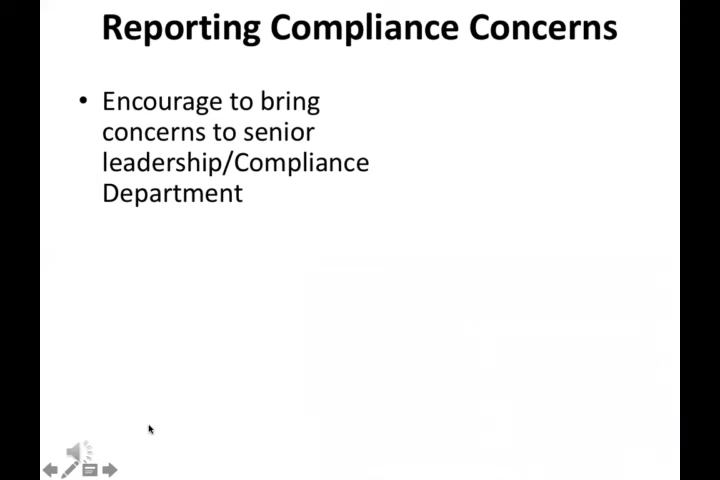 Reporting Compliance Concerns
• Encourage to bring
concerns to senior
leadership/Compliance
Department